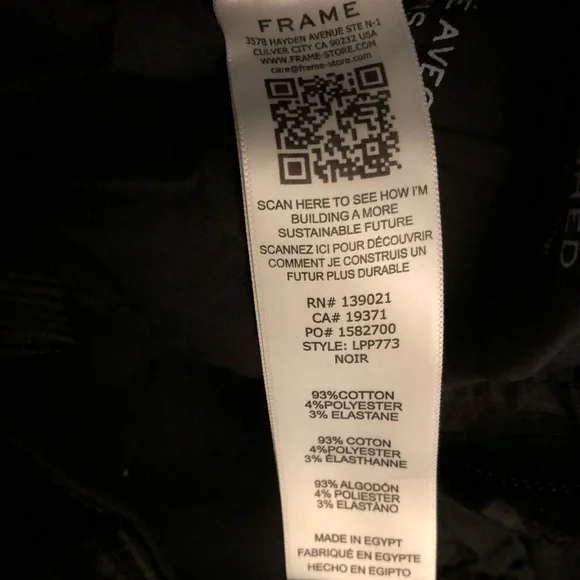 FRAME
3578 HAYDEN AVENUE STE N-1
CULVER CITY CA 90232 USA
WWW.FRAME-STORE.COM
care@frame-store.com
SCAN HERE TO SEE HOW I'M
BUILDING A MORE
SUSTAINABLE FUTURE
SCANNEZ ICI POUR DÉCOUVRIR
COMMENT JE CONSTRUIS UN
FUTUR PLUS DURABLE
RN# 139021
CA# 19371
PO# 1582700
STYLE: LPP773
NOIR
93%COTTON
4%POLYESTER
3% ELASTANE
93% COTON
4%POLYESTER
3% ÉLASTHANNE
93% ALGODÓN
4% POLIESTER
3% ELASTÁNO
MADE IN EGYPT
FABRIQUÉ EN EGYPTE
HECHO EN EGIPTO